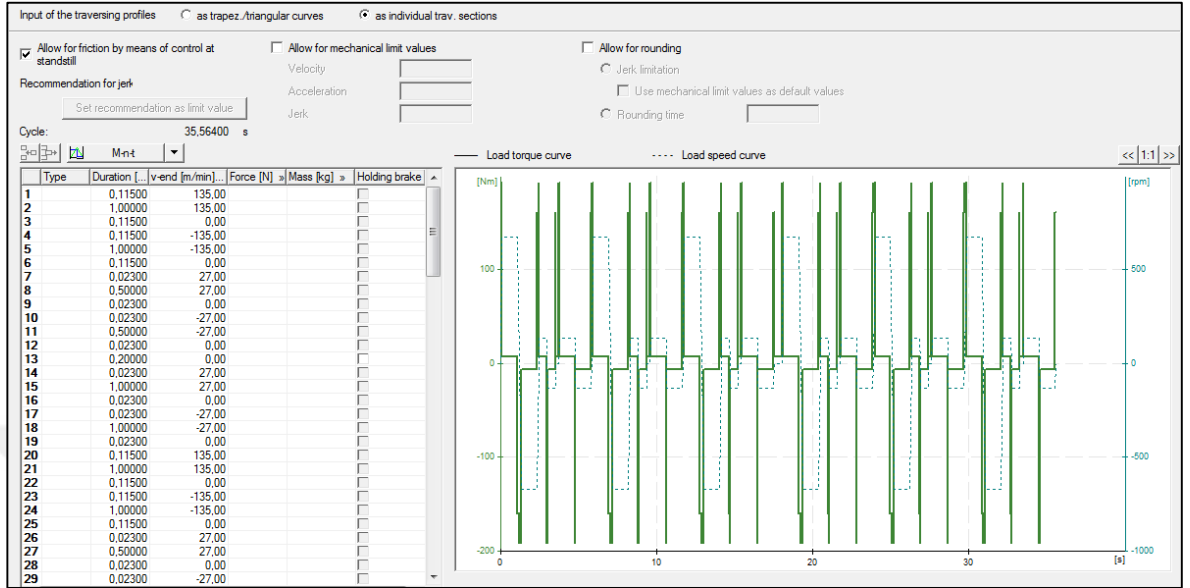 Input of the traversing profiles as trapez./triangular curves as individual trav. sections
Allow for friction by means of control at standstill
Allow for mechanical limit values
Allow for rounding
Velocity
Jerk limitation
Recommendation for jerk
Acceleration
Use mechanical limit values as default values
Set recommendation as limit value
Jerk
Rounding time
Cycle: 35,56400 s
M-n-t
Load torque curve Load speed curve << 1:1 >>
Type Duration [... v-end [m/min]... Force [N] » Mass [kg] » Holding brake
1 0,11500 135,00
2 1,00000 135,00
3 0,11500 0,00
4 0,11500 -135,00
5 1,00000 -135,00
6 0,11500 0,00
7 0,02300 27,00
8 0,50000 27,00
9 0,02300 0,00
10 0,02300 -27,00
11 0,50000 -27,00
12 0,02300 0,00
13 0,20000 0,00
14 0,02300 27,00
15 1,00000 27,00
16 0,02300 0,00
17 0,02300 -27,00
18 1,00000 -27,00
19 0,02300 0,00
20 0,11500 135,00
21 1,00000 135,00
22 0,11500 0,00
23 0,11500 -135,00
24 1,00000 -135,00
25 0,11500 0,00
26 0,02300 27,00
27 0,50000 27,00
28 0,02300 0,00
29 0,02300 -27,00
[Nm] [rpm]
100 500
0 0
-100 -500
-200 -1000
0 10 20 30 [s]